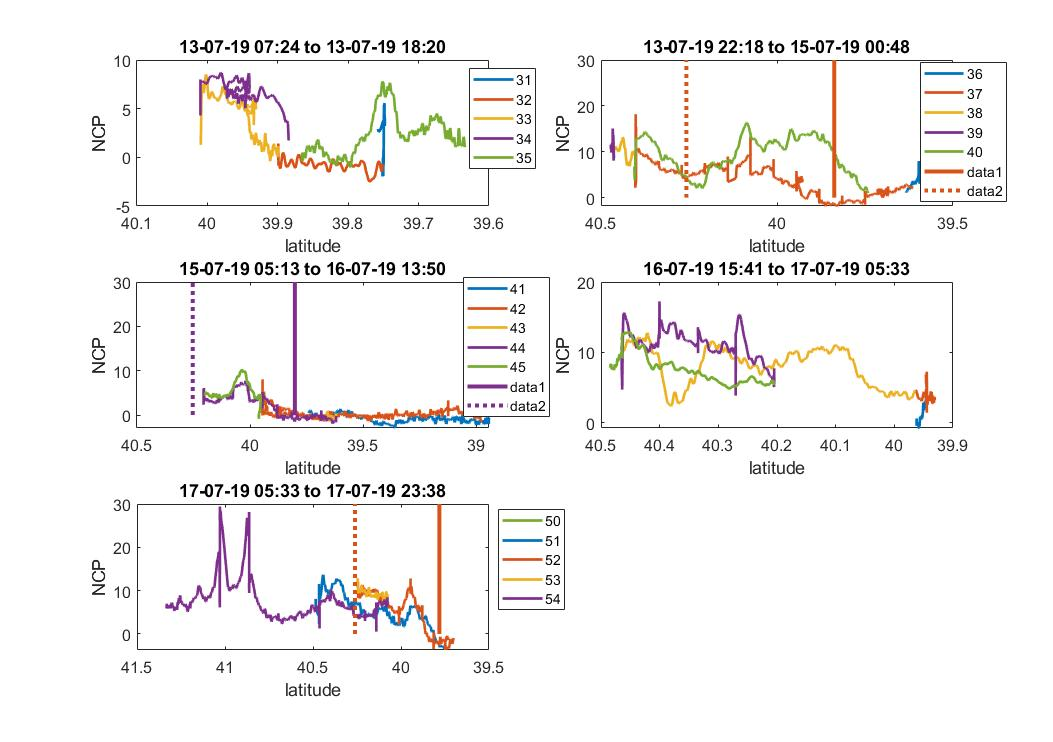 13-07-19 07:24 to 13-07-19 18:20
10
5
0
-5
NCP
40.1 40 39.9 39.8 39.7 39.6
latitude
31
32
33
34
35
13-07-19 22:18 to 15-07-19 00:48
30
20
10
0
NCP
40.5 40 39.5
latitude
36
37
38
39
40
data1
data2
15-07-19 05:13 to 16-07-19 13:50
30
20
10
0
NCP
40.5 40 39.5 39
latitude
41
42
43
44
45
data1
data2
16-07-19 15:41 to 17-07-19 05:33
20
10
0
NCP
40.5 40.4 40.3 40.2 40.1 40 39.9
latitude
17-07-19 05:33 to 17-07-19 23:38
30
20
10
0
NCP
41.5 41 40.5 40 39.5
latitude
50
51
52
53
54